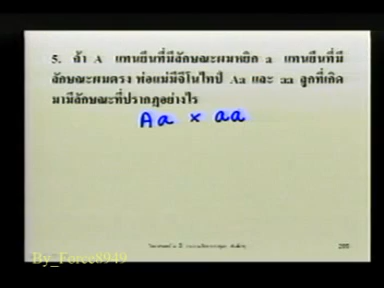 5. ถ้า A แทนยีนที่มีลักษณะผมหยิก a แทนยีนที่มี
ลักษณะผมตรง พ่อแม่มีจีโนไทป์ Aa และ aa ลูกที่เกิด
มามีลักษณะที่ปรากฏอย่างไร
Aa × aa
By_Force8949